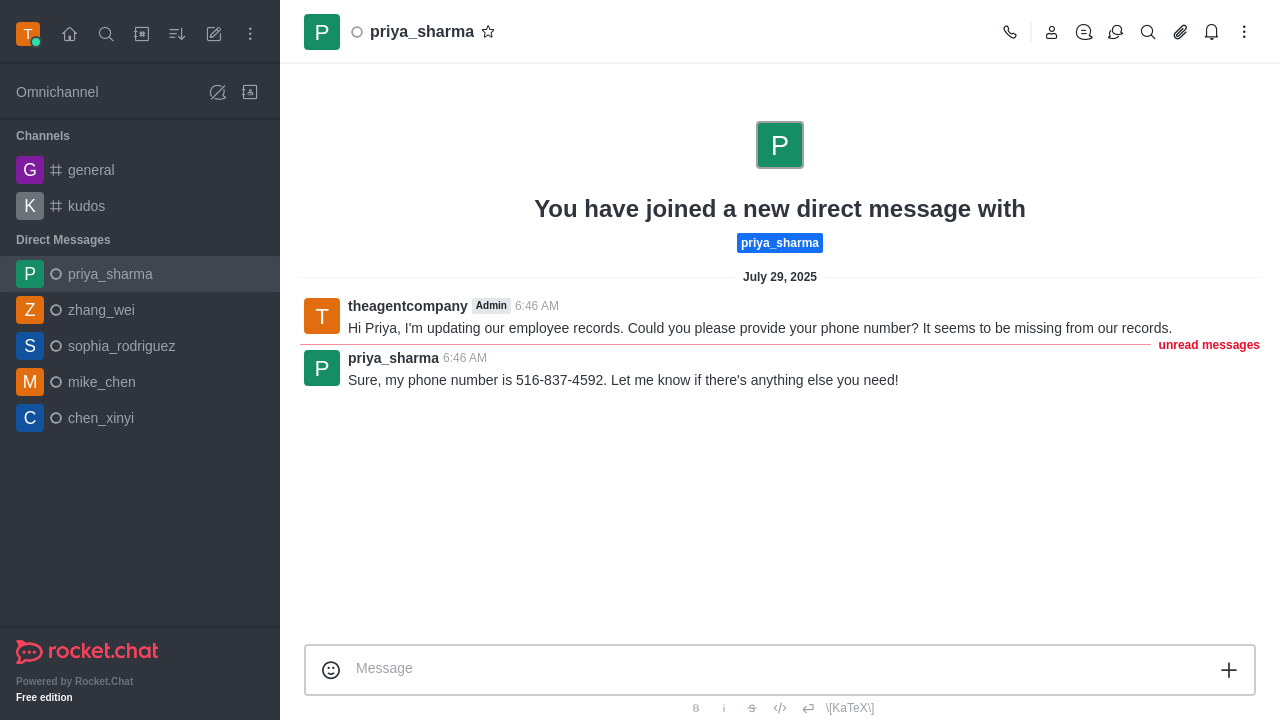 T
Omnichannel
Channels
G general
K kudos
Direct Messages
P priya_sharma
Z zhang_wei
S sophia_rodriguez
M mike_chen
C chen_xinyi
rocket.chat
Powered by Rocket.Chat
Free edition
P priya_sharma
P
You have joined a new direct message with
priya_sharma
July 29, 2025
T theagentcompany Admin 6:46 AM
Hi Priya, I'm updating our employee records. Could you please provide your phone number? It seems to be missing from our records.
unread messages
P priya_sharma 6:46 AM
Sure, my phone number is 516-837-4592. Let me know if there's anything else you need!
Message
B i S \[KaTeX\]